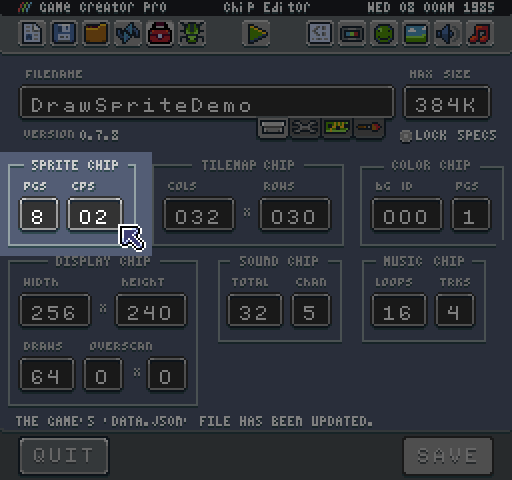 Game Creator Pro Chip Editor WED 08 00AM 1985
FILENAME MAX SIZE
DrawSpriteDemo 384K
VERSION 0.7.8 LOCK SPECS
SPRITE CHIP TILEMAP CHIP COLOR CHIP
PGS CPS COLS ROWS BG ID PGS
8 02 032 x 030 000 1
DISPLAY CHIP SOUND CHIP MUSIC CHIP
WIDTH HEIGHT TOTAL CHAN LOOPS TRKS
256 x 240 32 5 16 4
DRAWS OVERSCAN
64 0 x 0
THE GAME'S 'DATA.JSON' FILE HAS BEEN UPDATED.
QUIT SAVE